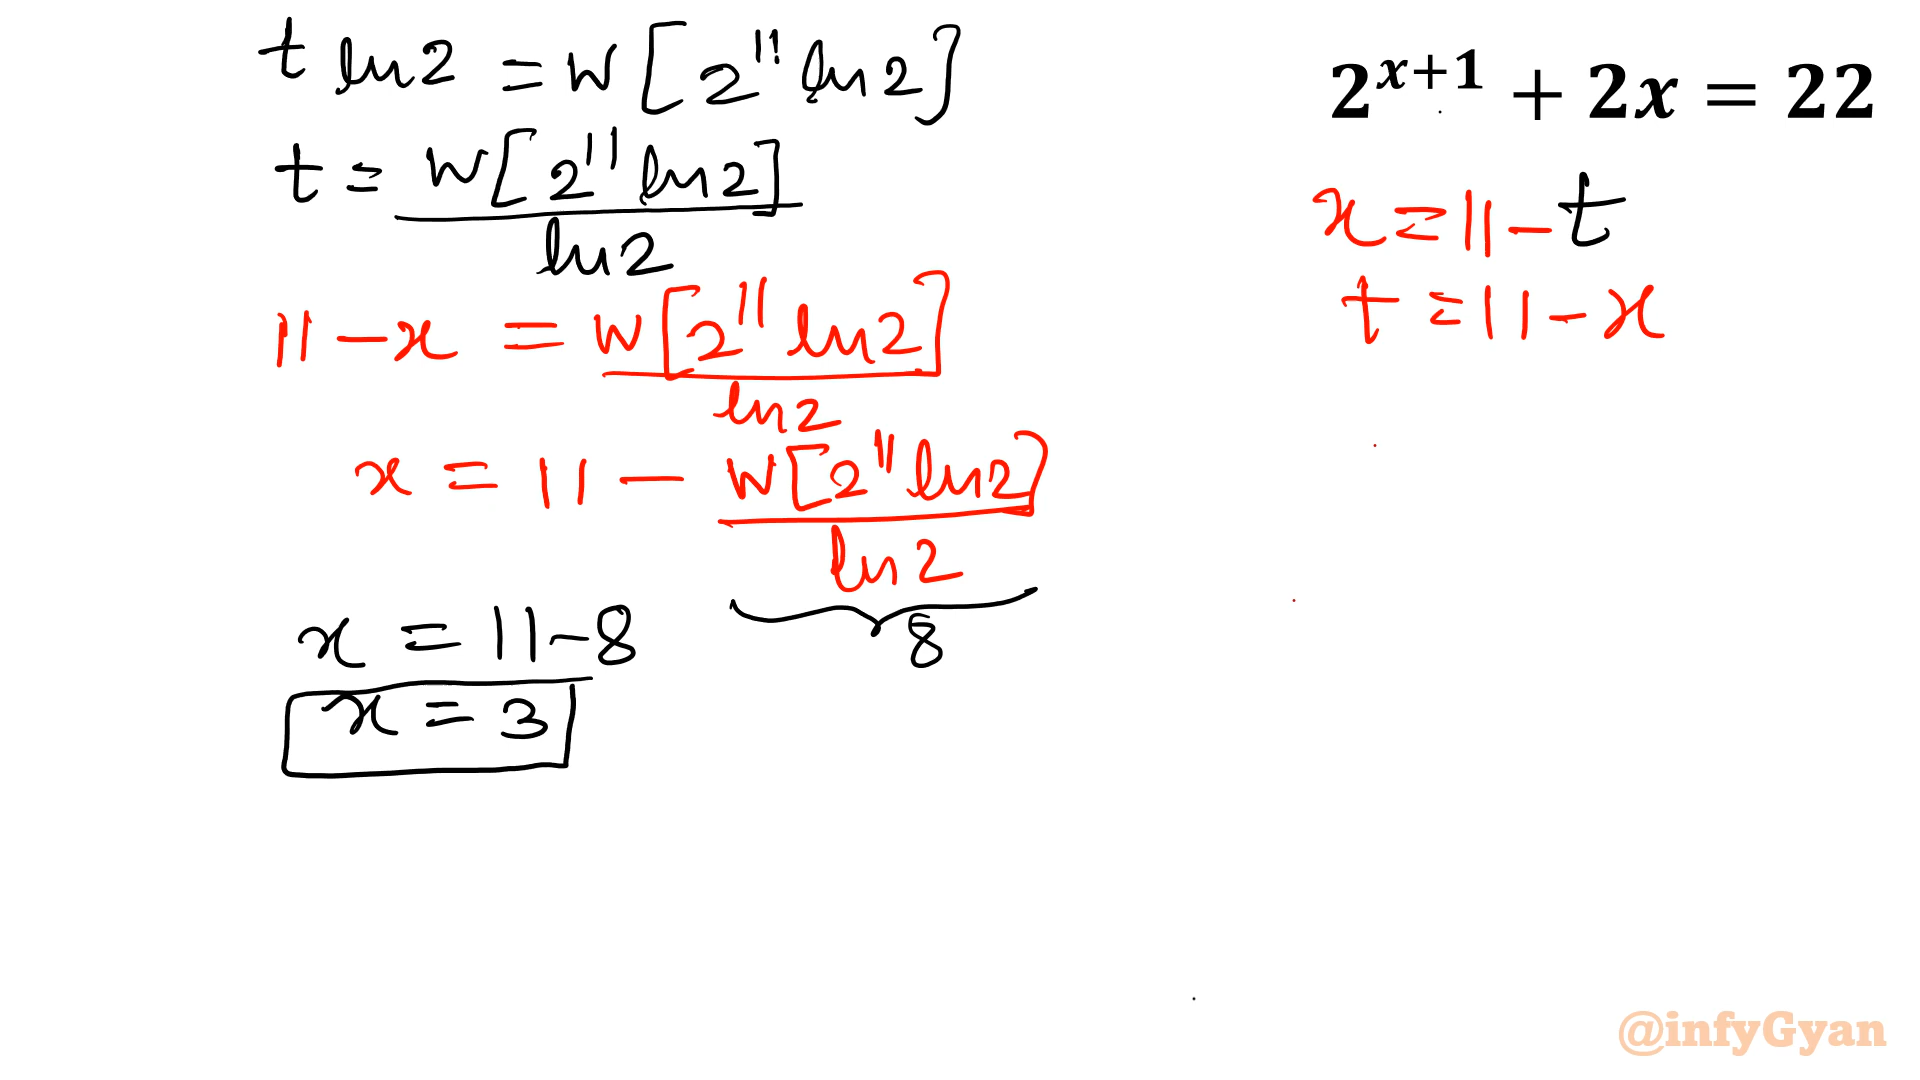 t ln2 = W[2¹¹ ln2]
t = W[2¹¹ ln2]
ln2
11 - x = W[2¹¹ ln2]
ln2
x = 11 - W[2¹¹ ln2]
ln2
8
x = 11 - 8
x = 3
2ˣ⁺¹ + 2x = 22
x = 11 - t
t = 11 - x
@infyGyan